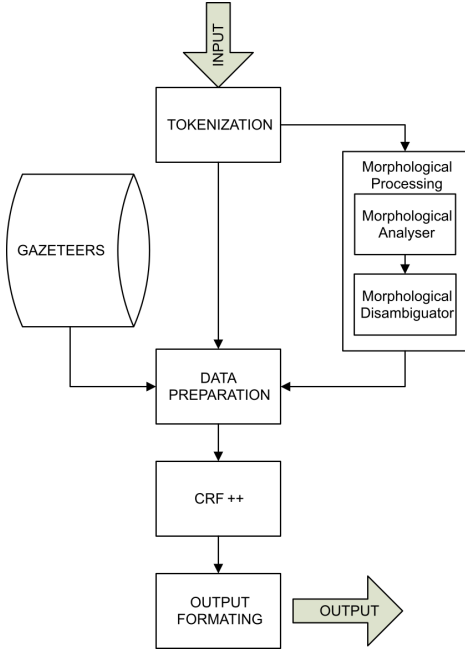 INPUT
TOKENIZATION
Morphological
Processing
Morphological
Analyser
GAZETEERS
Morphological
Disambiguator
DATA
PREPARATION
CRF ++
OUTPUT
FORMATING
OUTPUT